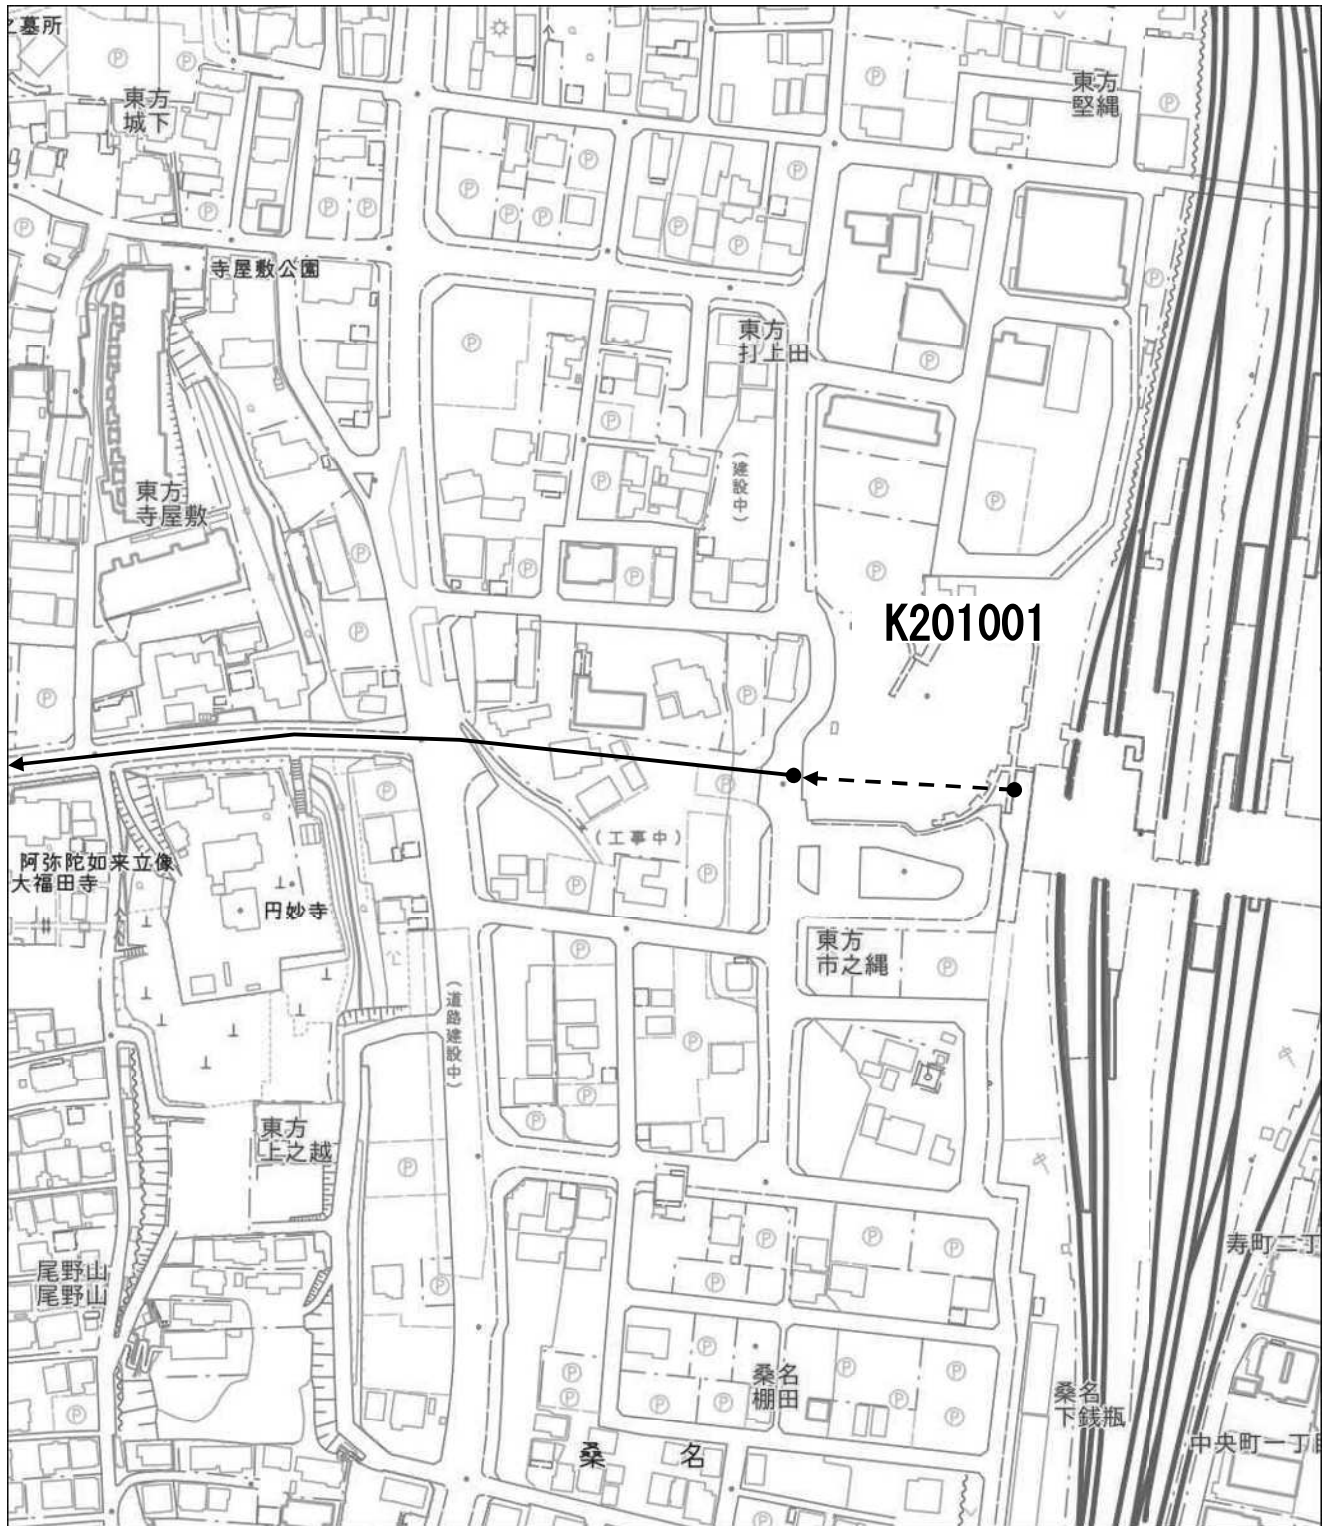 之墓所
東方
城下
東方
堅縄
寺屋敷公園
東方
打上田
(建設中)
東方
寺屋敷
K201001
(工事中)
阿弥陀如来立像
大福田寺
円妙寺
東方
市之縄
(道路建設中)
東方
上之越
尾野山
尾野山
寿町二丁
桑名
棚田
桑名
下銭瓶
中央町一丁目
桑 名